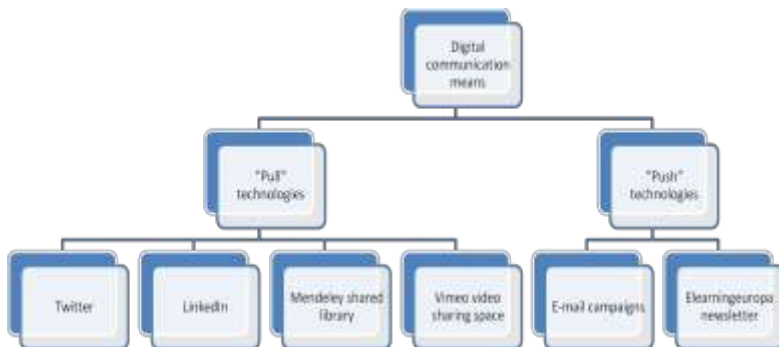 Digital
communication
means
"Pull"
technologies
"Push"
technologies
Twitter
LinkedIn
Mendeley shared
library
Vimeo video
sharing space
E-mail campaigns
Elearningeuropa
newsletter